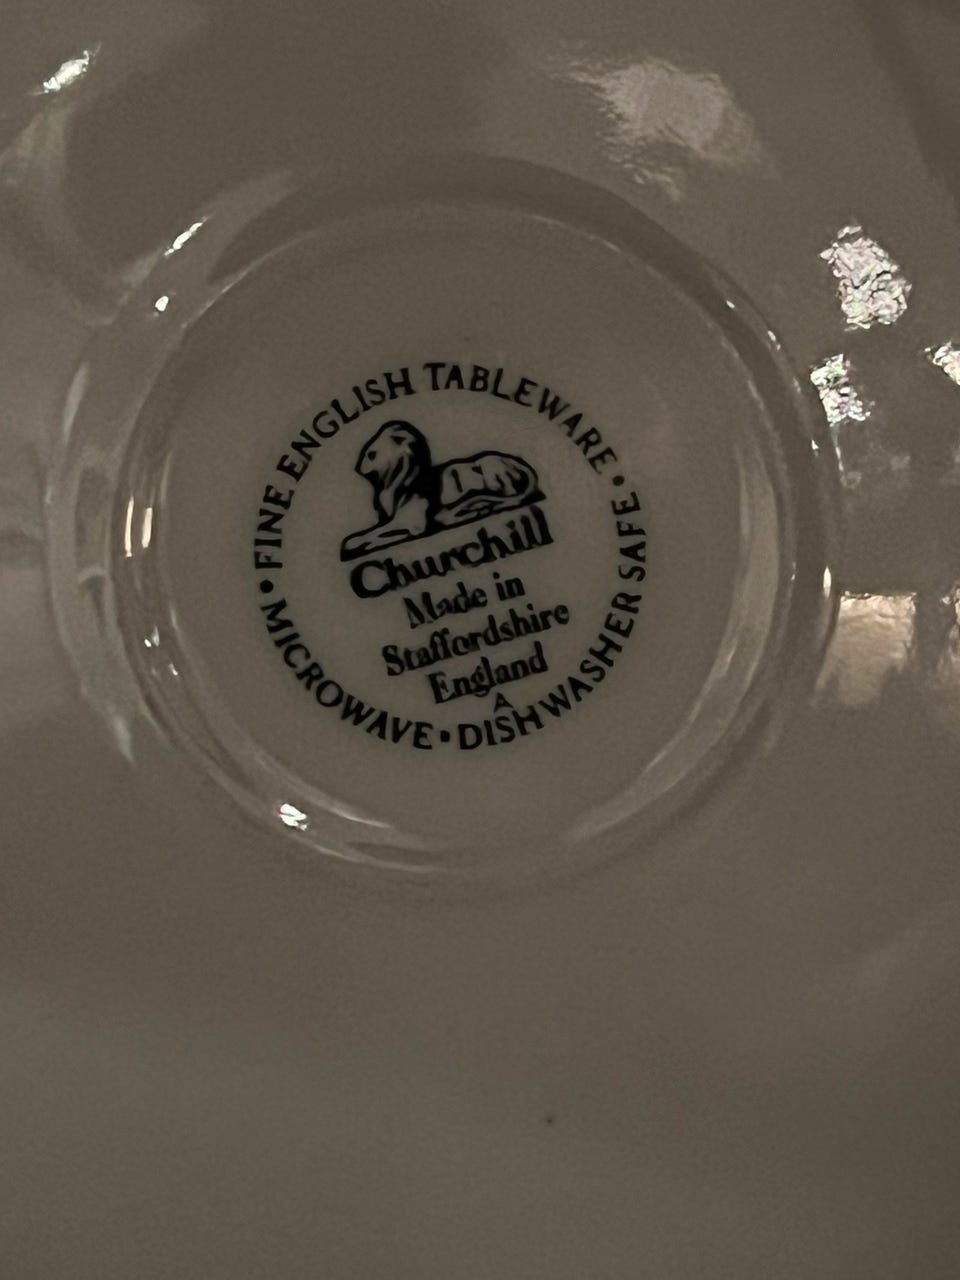 • FINE ENGLISH TABLEWARE •
Churchill
Made in
Staffordshire
England
A
MICROWAVE • DISHWASHER SAFE